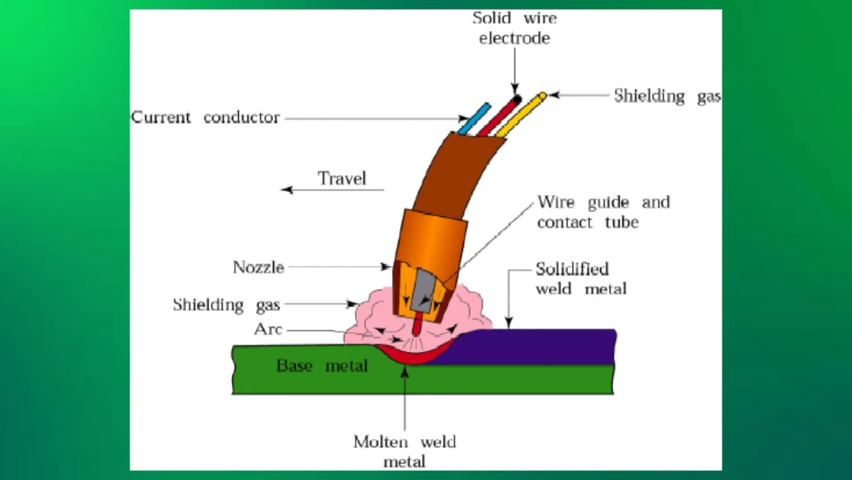 Solid wire
electrode
Shielding gas
Current conductor
Travel
Wire guide and
contact tube
Nozzle
Solidified
weld metal
Shielding gas
Arc
Base metal
Molten weld
metal